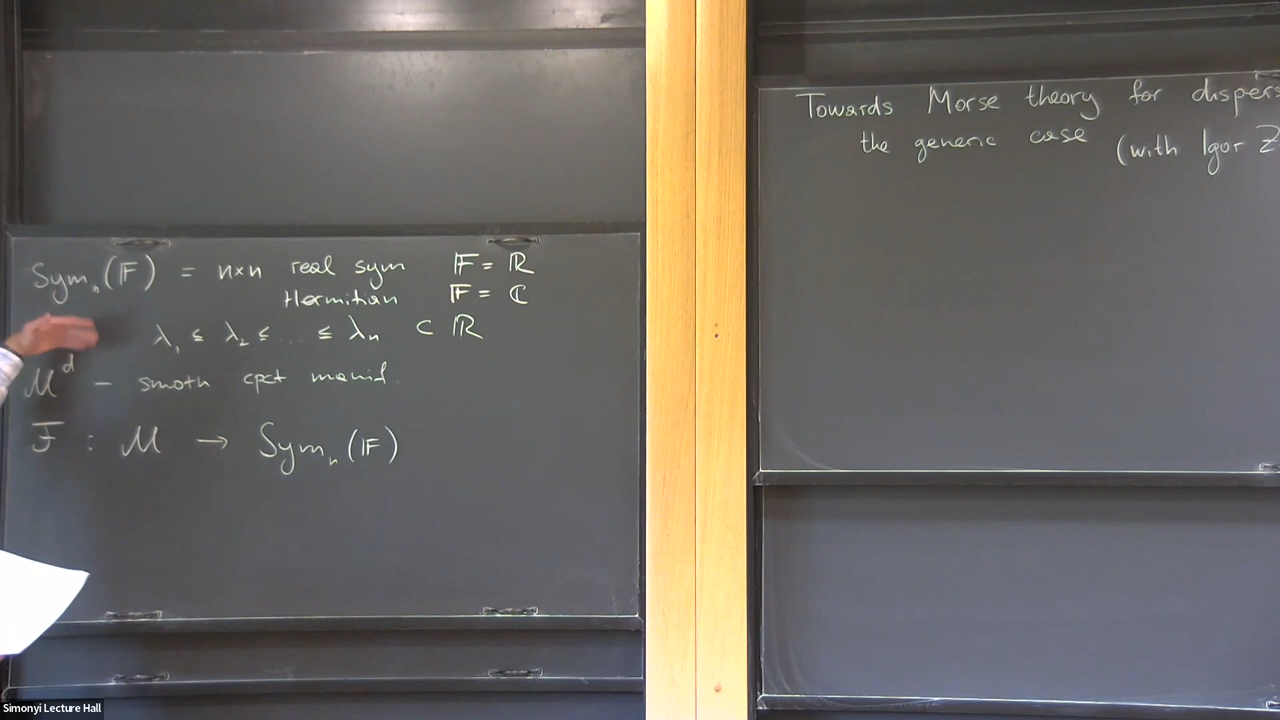 Sym_n(𝔽) = n×n real sym 𝔽 = ℝ
Hermitian 𝔽 = ℂ
λ_1 ≤ λ_2 ≤ ... ≤ λ_n ⊂ ℝ
M^d - smoth cpct manif.
F : M → Sym_n(𝔽)
Towards Morse theory for dispers
the generic case (with Igor Z
Simonyi Lecture Hall